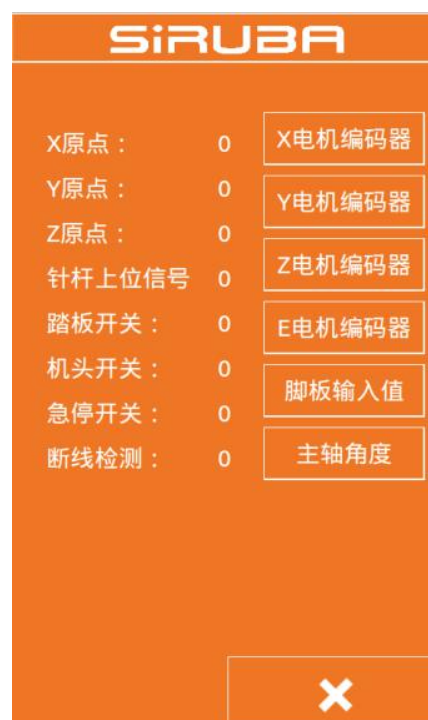 SiRUBA
X原点： 0
Y原点： 0
Z原点： 0
针杆上位信号 0
踏板开关： 0
机头开关： 0
急停开关： 0
断线检测： 0
X电机编码器
Y电机编码器
Z电机编码器
E电机编码器
脚板输入值
主轴角度